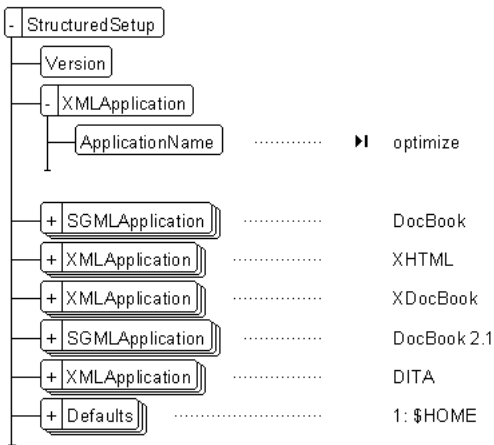 - StructuredSetup
Version
- XMLApplication
ApplicationName optimize
+ SGMLApplication DocBook
+ XMLApplication XHTML
+ XMLApplication XDocBook
+ SGMLApplication DocBook 2.1
+ XMLApplication DITA
+ Defaults 1: $HOME